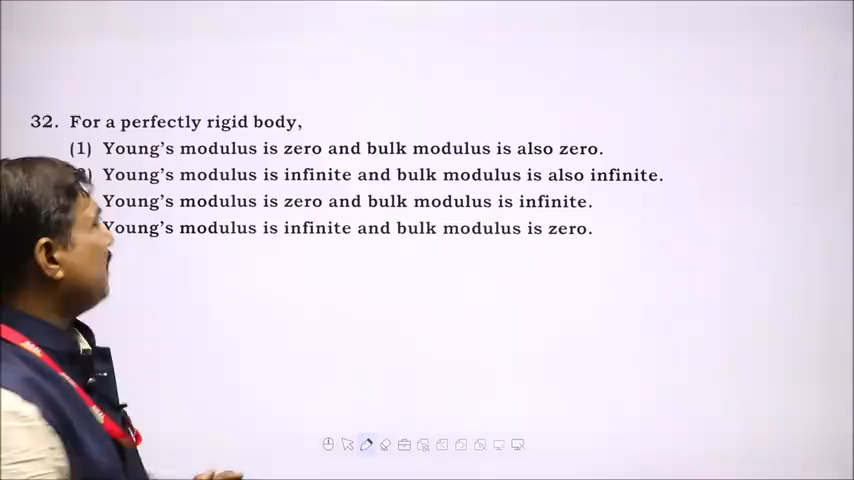 32. For a perfectly rigid body,
(1) Young's modulus is zero and bulk modulus is also zero.
) Young's modulus is infinite and bulk modulus is also infinite.
Young's modulus is zero and bulk modulus is infinite.
Young's modulus is infinite and bulk modulus is zero.